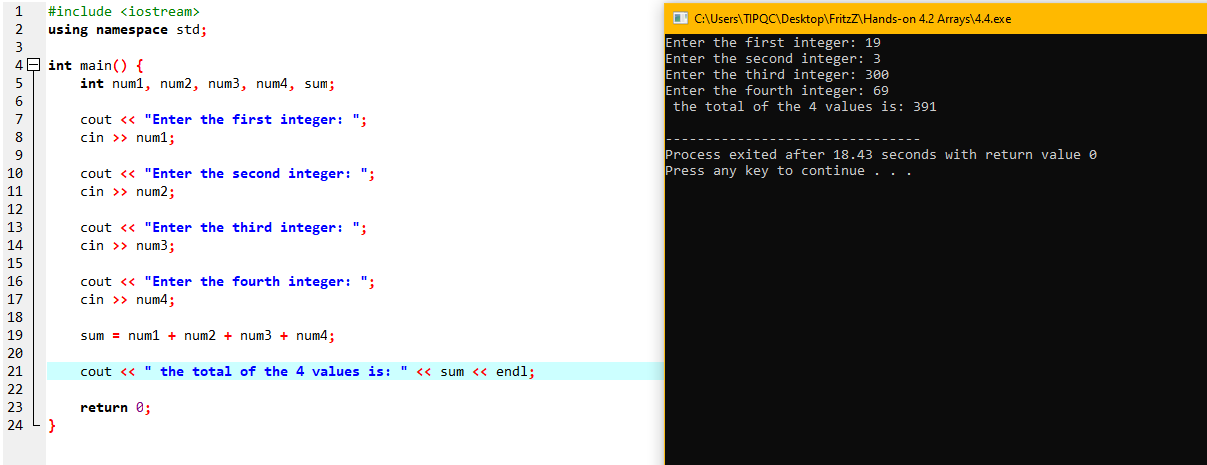 1 #include <iostream>
2 using namespace std;
3
4 int main() {
5 int num1, num2, num3, num4, sum;
6
7 cout << "Enter the first integer: ";
8 cin >> num1;
9
10 cout << "Enter the second integer: ";
11 cin >> num2;
12
13 cout << "Enter the third integer: ";
14 cin >> num3;
15
16 cout << "Enter the fourth integer: ";
17 cin >> num4;
18
19 sum = num1 + num2 + num3 + num4;
20
21 cout << " the total of the 4 values is: " << sum << endl;
22
23 return 0;
24 }
C:\Users\TIPQC\Desktop\FritzZ\Hands-on 4.2 Arrays\4.4.exe
Enter the first integer: 19
Enter the second integer: 3
Enter the third integer: 300
Enter the fourth integer: 69
the total of the 4 values is: 391
--------------------------------
Process exited after 18.43 seconds with return value 0
Press any key to continue . . .